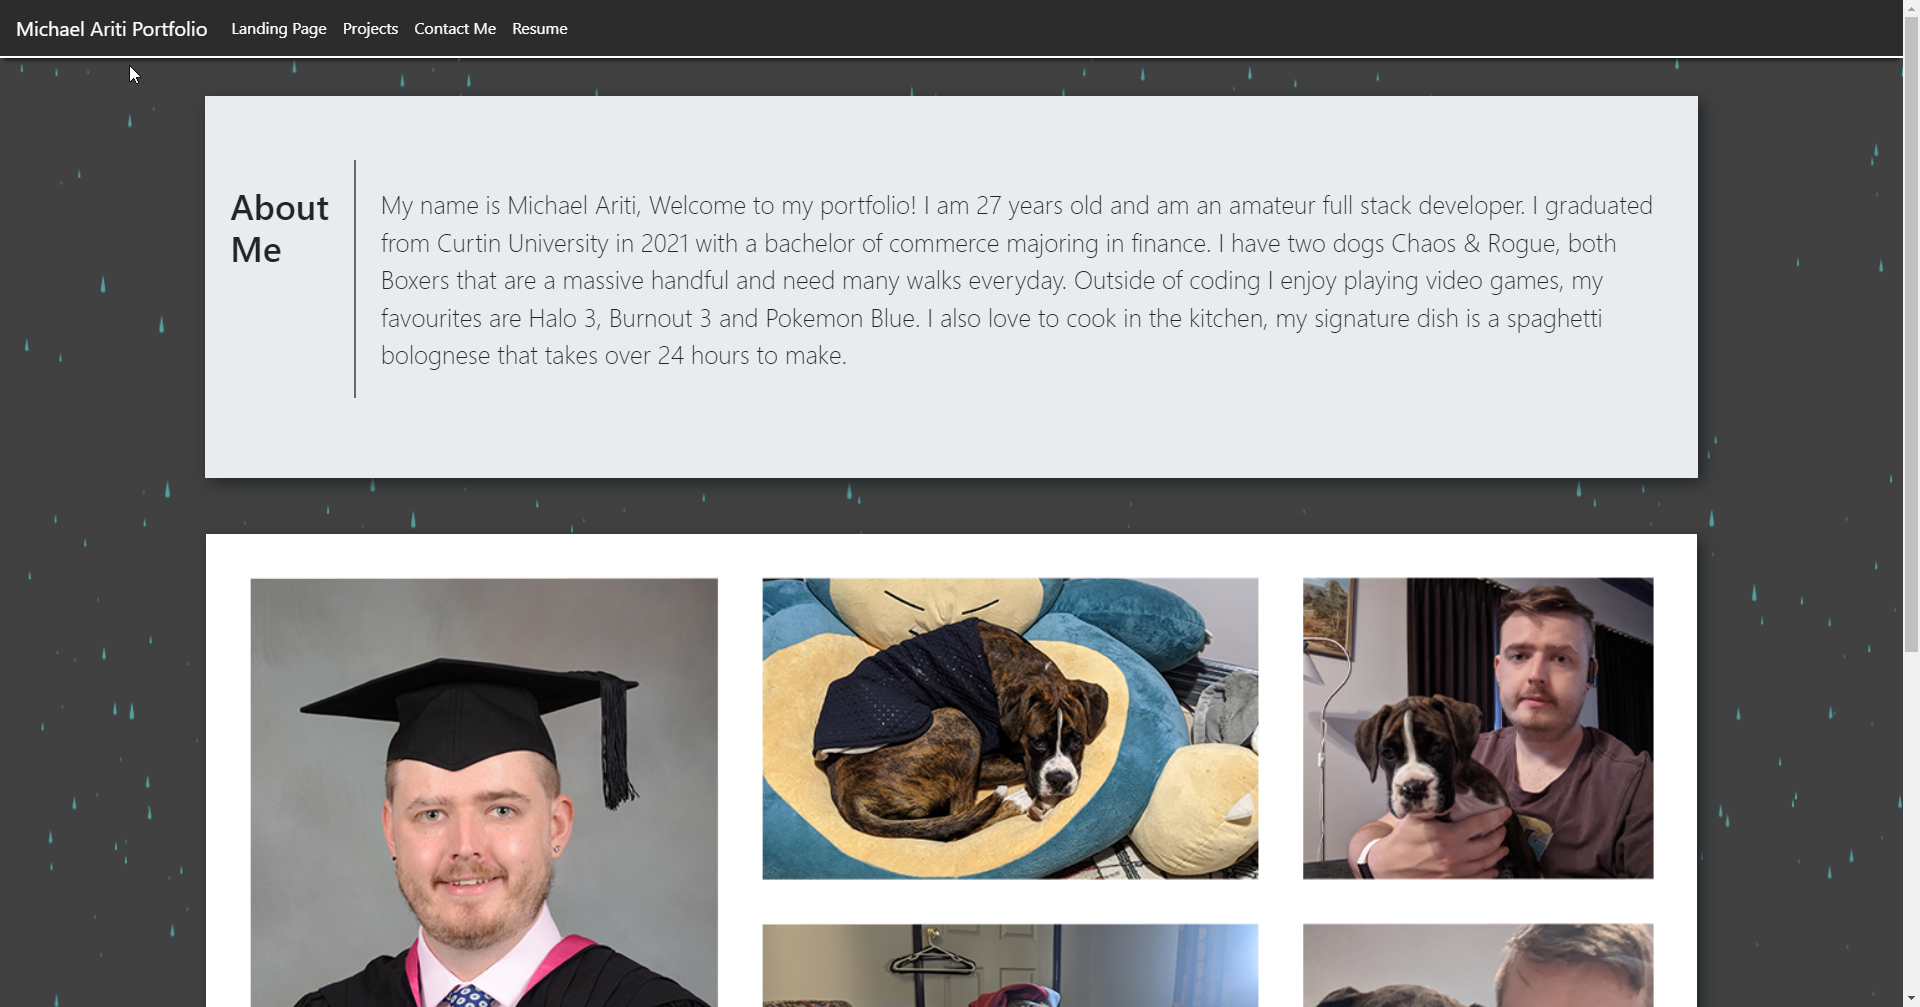 Michael Ariti Portfolio Landing Page Projects Contact Me Resume
About
Me
My name is Michael Ariti, Welcome to my portfolio! I am 27 years old and am an amateur full stack developer. I graduated
from Curtin University in 2021 with a bachelor of commerce majoring in finance. I have two dogs Chaos & Rogue, both
Boxers that are a massive handful and need many walks everyday. Outside of coding I enjoy playing video games, my
favourites are Halo 3, Burnout 3 and Pokemon Blue. I also love to cook in the kitchen, my signature dish is a spaghetti
bolognese that takes over 24 hours to make.